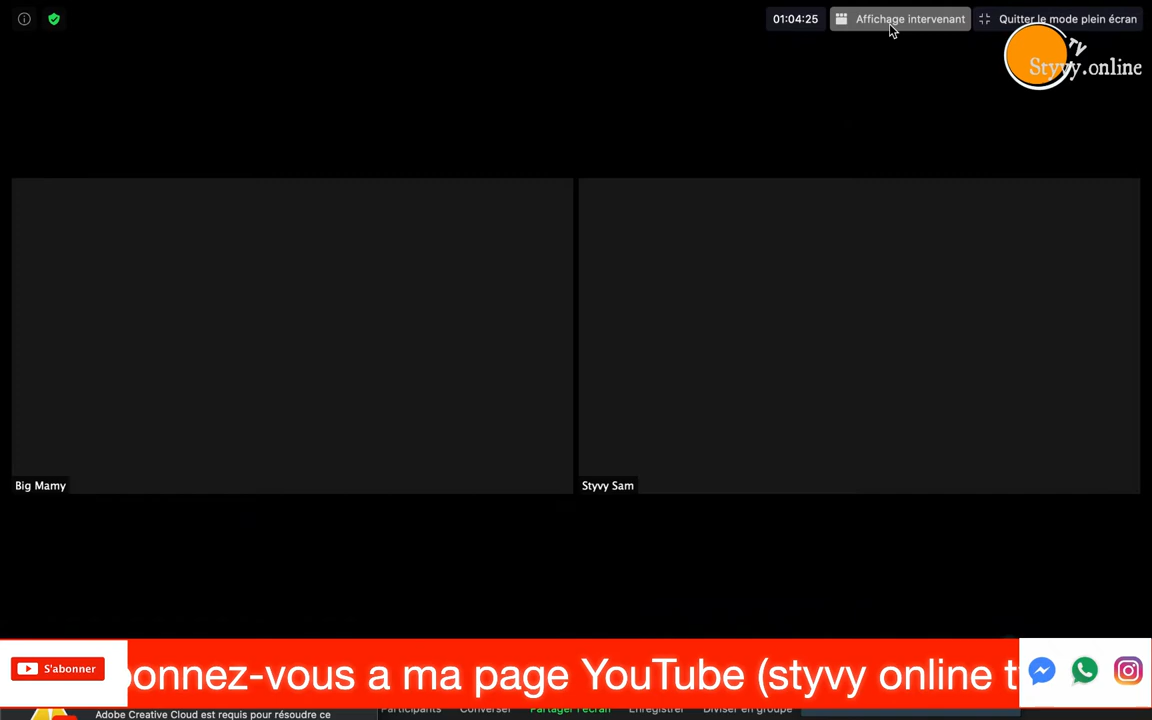 01:04:25
Affichage intervenant
Quitter le mode plein écran
TV
Styvy.online
Big Mamy
Styvy Sam
S'abonner
bonnez-vous a ma page YouTube (styvy online t
Adobe Creative Cloud est requis pour résoudre ce
Participants
Converser
Partager l'écran
Enregistrer
Diviser en groupe